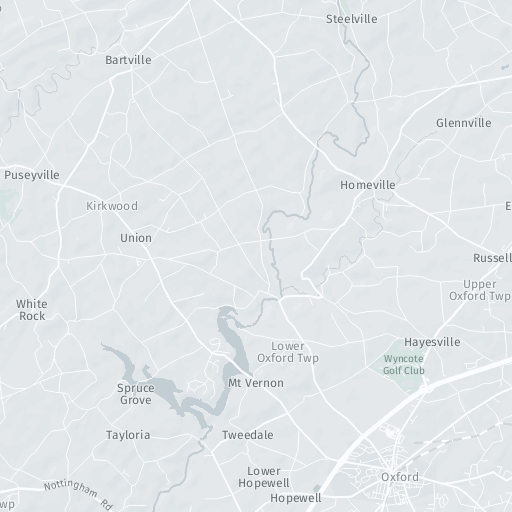 Steelville
Bartville
Glennville
Puseyville
Homeville
Kirkwood
E
Union
Russell
Upper
Oxford Twp
White
Rock
Hayesville
Lower
Oxford Twp
Wyncote
Golf Club
Spruce
Grove
Mt Vernon
Tayloria
Tweedale
Lower
Hopewell
Oxford
Nottingham Rd
Hopewell
wp